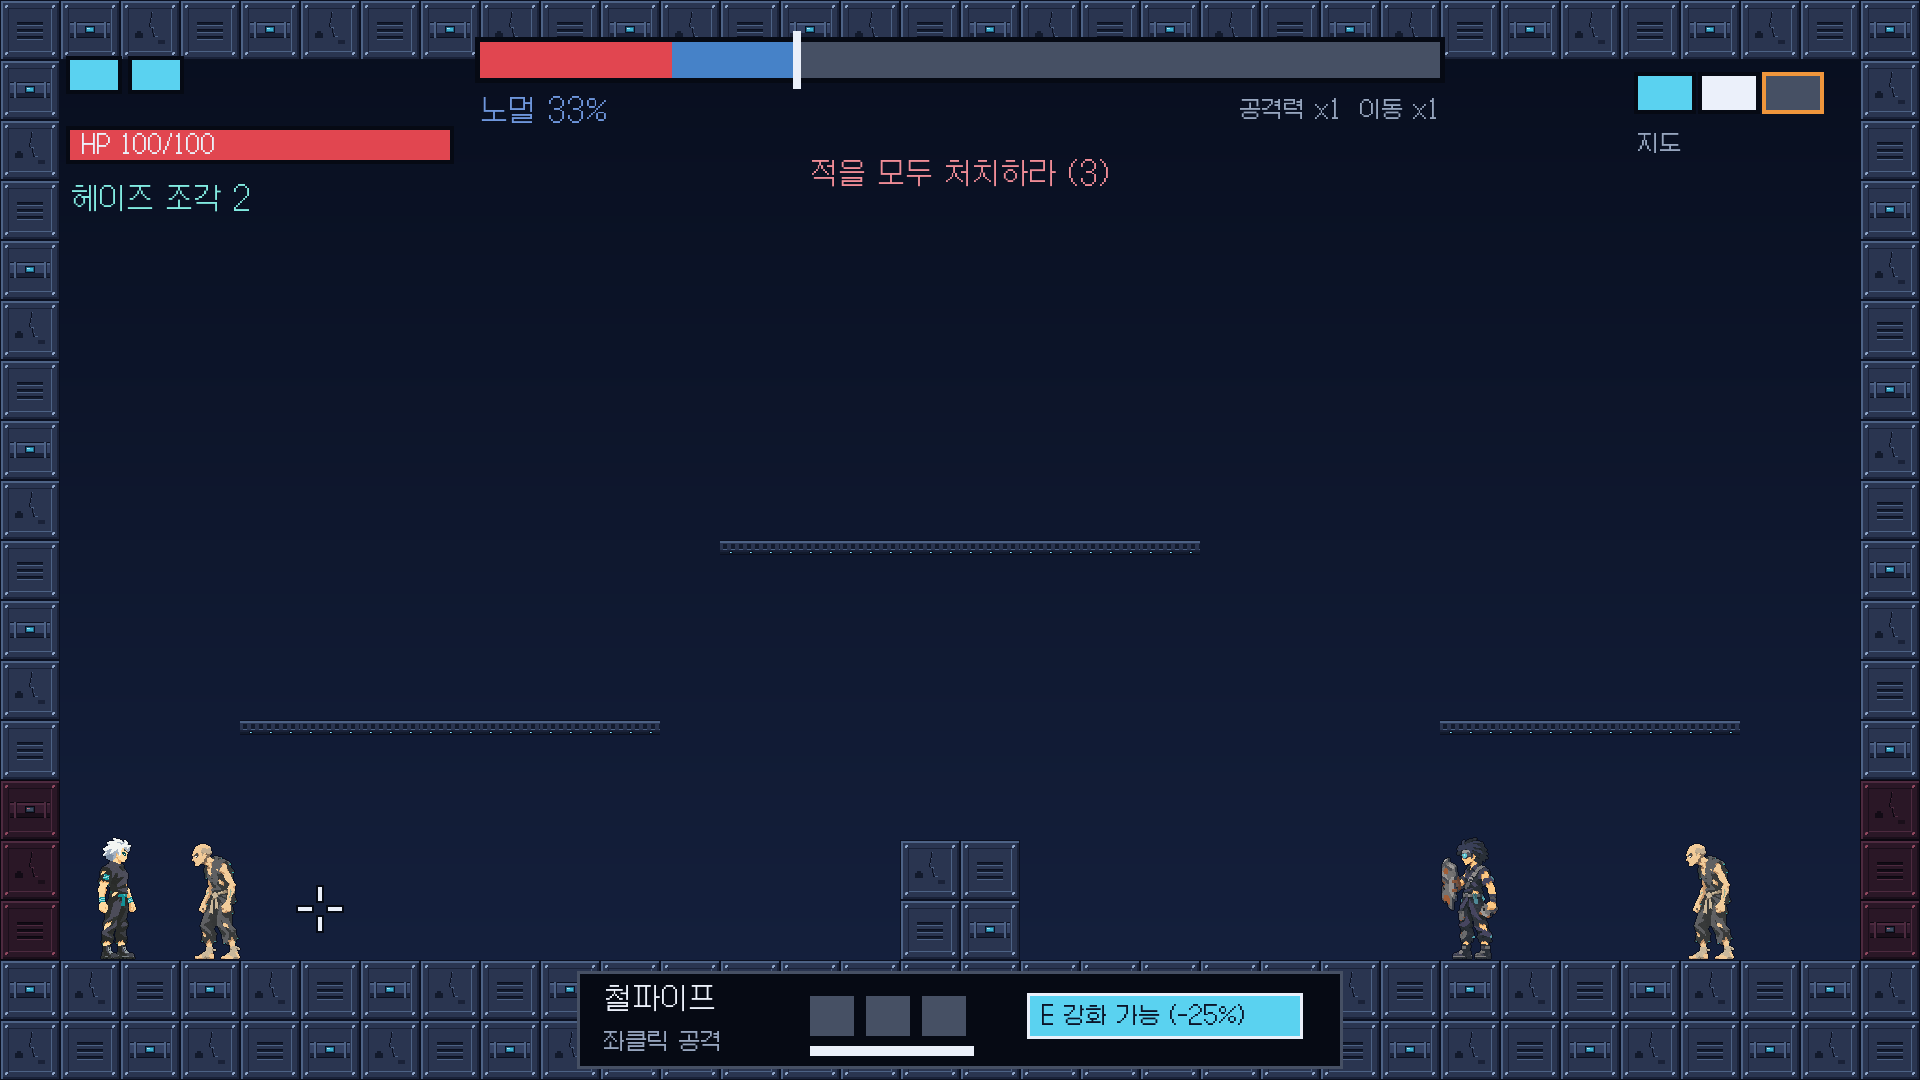 노멀 33%
공격력 x1 이동 x1
지도
HP 100/100
적을 모두 처치하라 (3)
헤이즈 조각 2
철파이프
좌클릭 공격
E 강화 가능 (-25%)